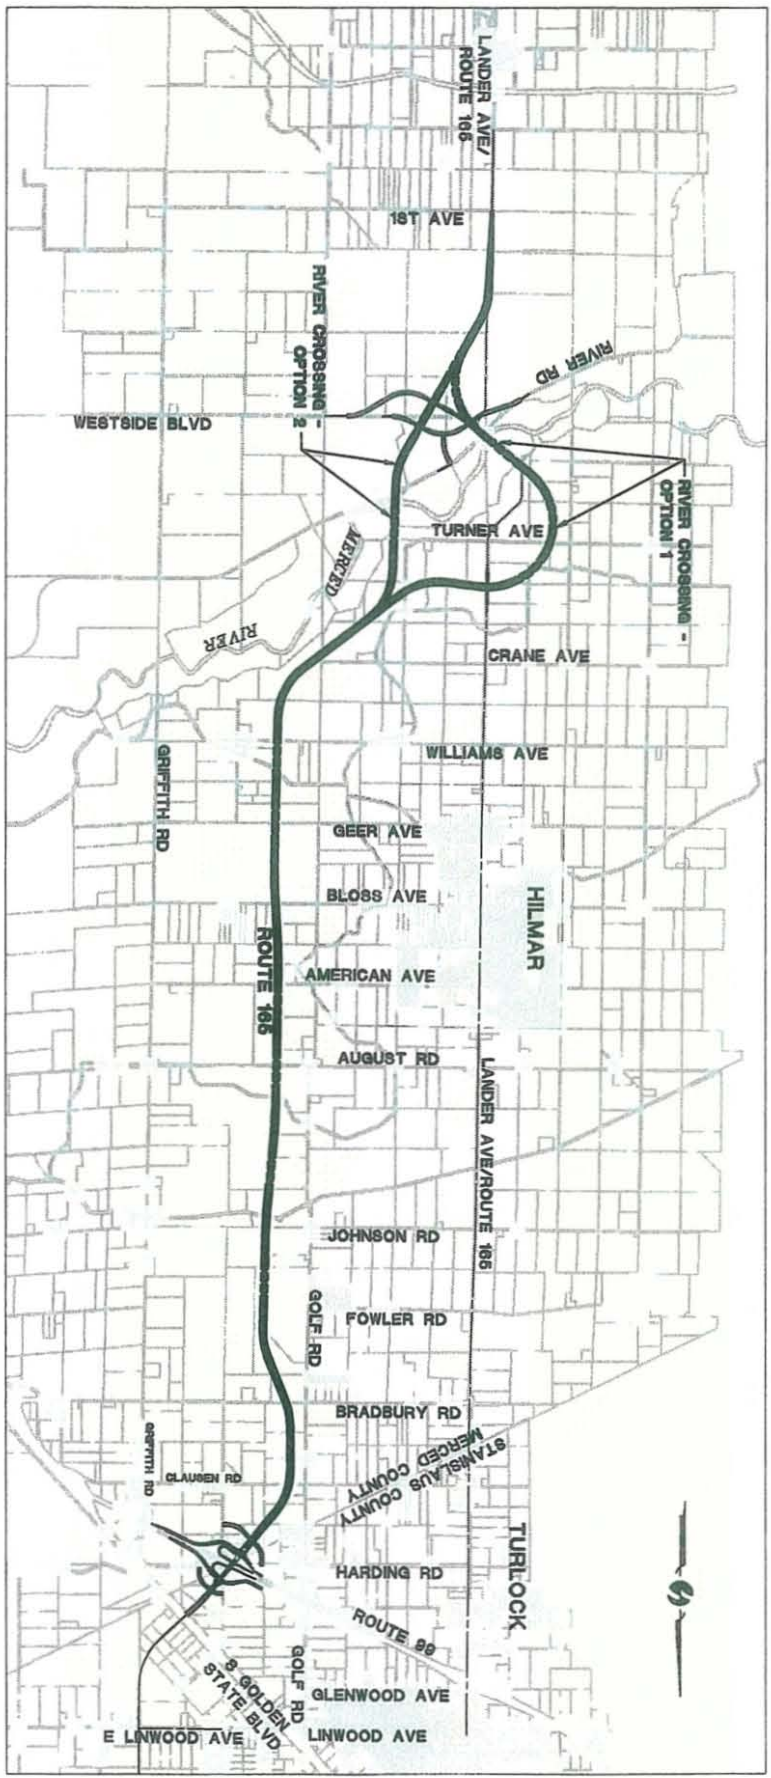 LANDER AVE/
ROUTE 165
1ST AVE
RIVER CROSSING -
OPTION 2
RIVER RD
WESTSIDE BLVD
RIVER CROSSING -
OPTION 1
TURNER AVE
MERCED
RIVER
CRANE AVE
WILLIAMS AVE
GRIFFITH RD
GEER AVE
BLOSS AVE
HILMAR
ROUTE 165
AMERICAN AVE
AUGUST RD
LANDER AVE/ROUTE 165
JOHNSON RD
GOLF RD
FOWLER RD
BRADBURY RD
STANISLAUS COUNTY
MERCED COUNTY
GRIFFITH RD
CLAUSEN RD
TURLOCK
HARDING RD
ROUTE 99
GOLF RD
S GOLDEN
STATE BLVD
GLENWOOD AVE
E LINWOOD AVE
LINWOOD AVE